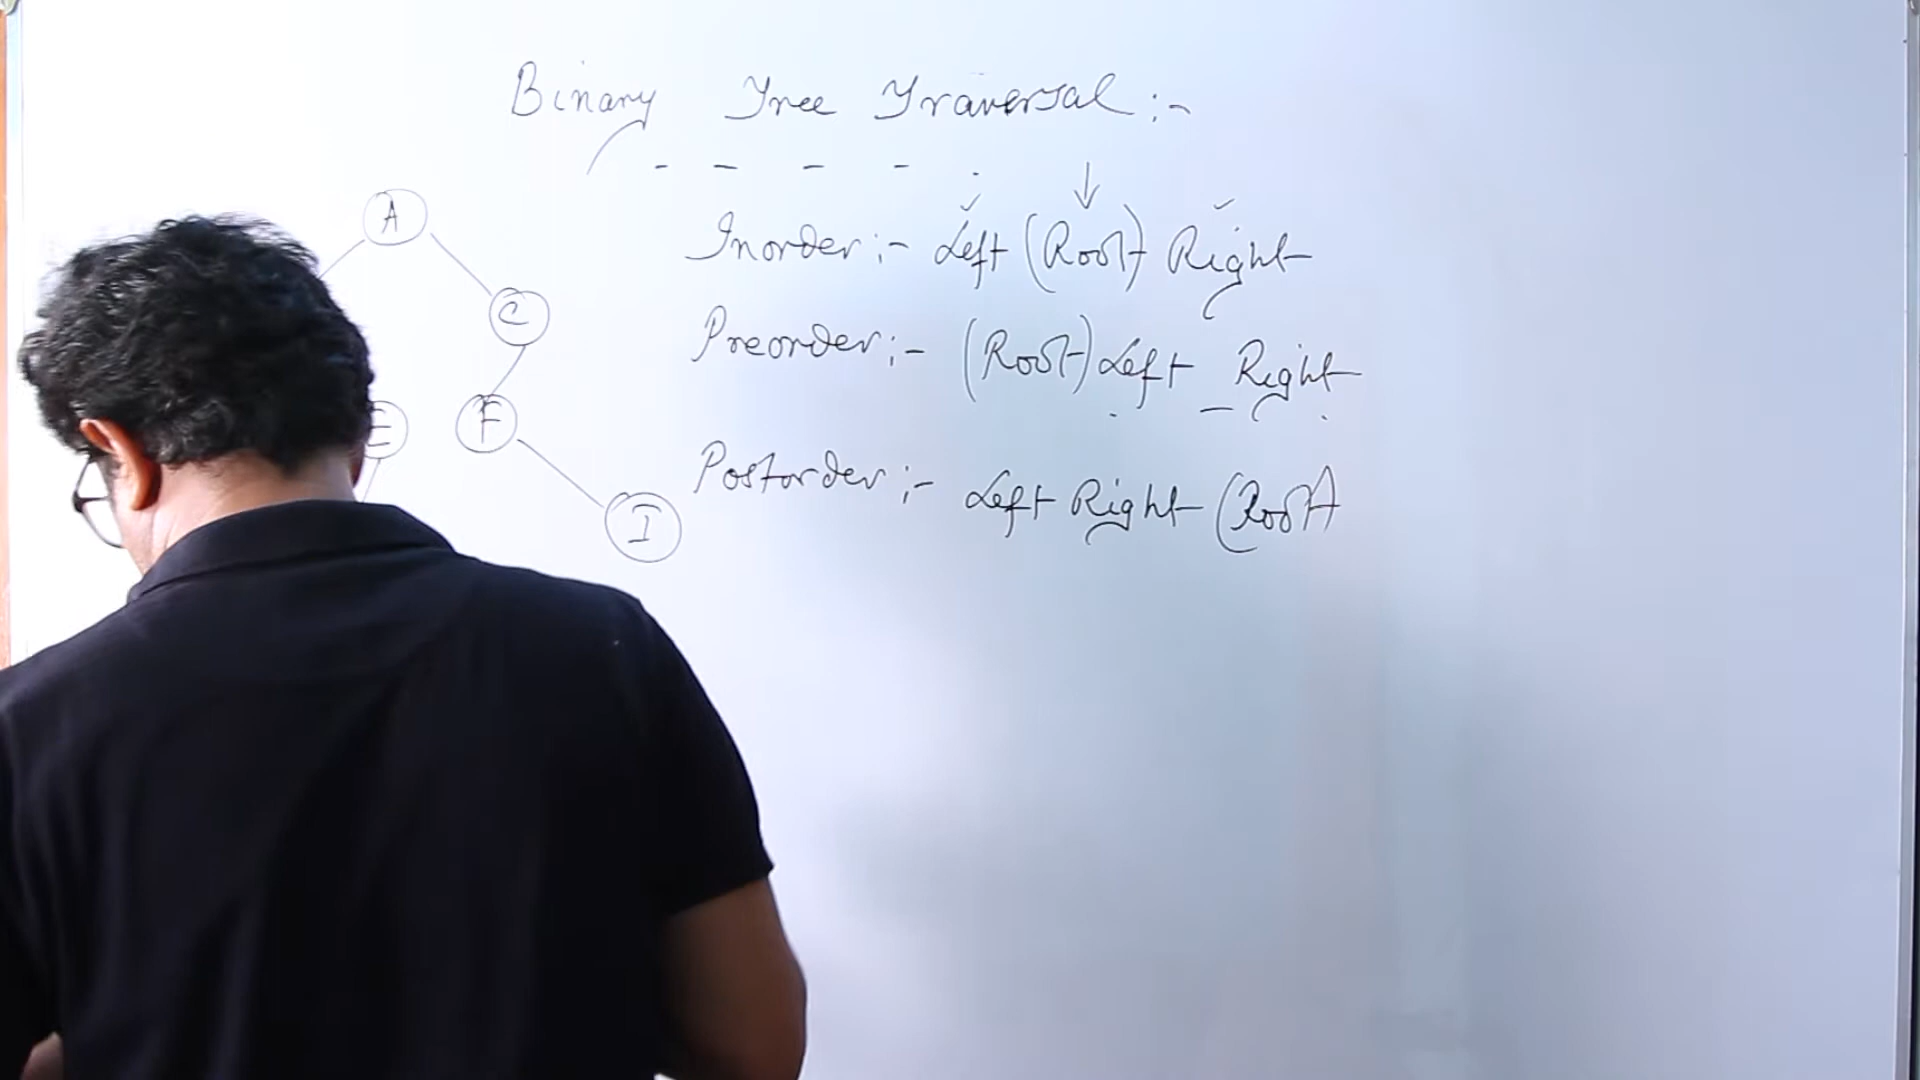 Binary Tree Traversal :-
A
Inorder :- Left (Root) Right
C
Preorder :- (Root) Left Right
E
F
Postorder :- Left Right (Root)
I